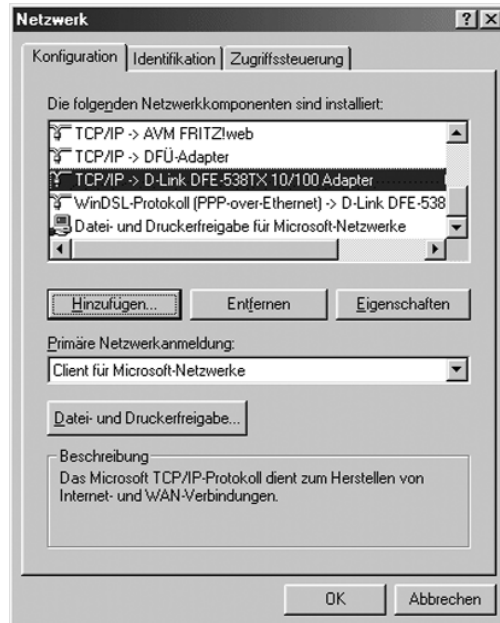 Netzwerk
Konfiguration Identifikation Zugriffssteuerung
Die folgenden Netzwerkkomponenten sind installiert:
TCP/IP -> AVM FRITZ!web
TCP/IP -> DFÜ-Adapter
TCP/IP -> D-Link DFE-538TX 10/100 Adapter
WinDSL-Protokoll (PPP-over-Ethernet) -> D-Link DFE-538
Datei- und Druckerfreigabe für Microsoft-Netzwerke
Hinzufügen... Entfernen Eigenschaften
Primäre Netzwerkanmeldung:
Client für Microsoft-Netzwerke
Datei- und Druckerfreigabe...
Beschreibung
Das Microsoft TCP/IP-Protokoll dient zum Herstellen von
Internet- und WAN-Verbindungen.
OK Abbrechen